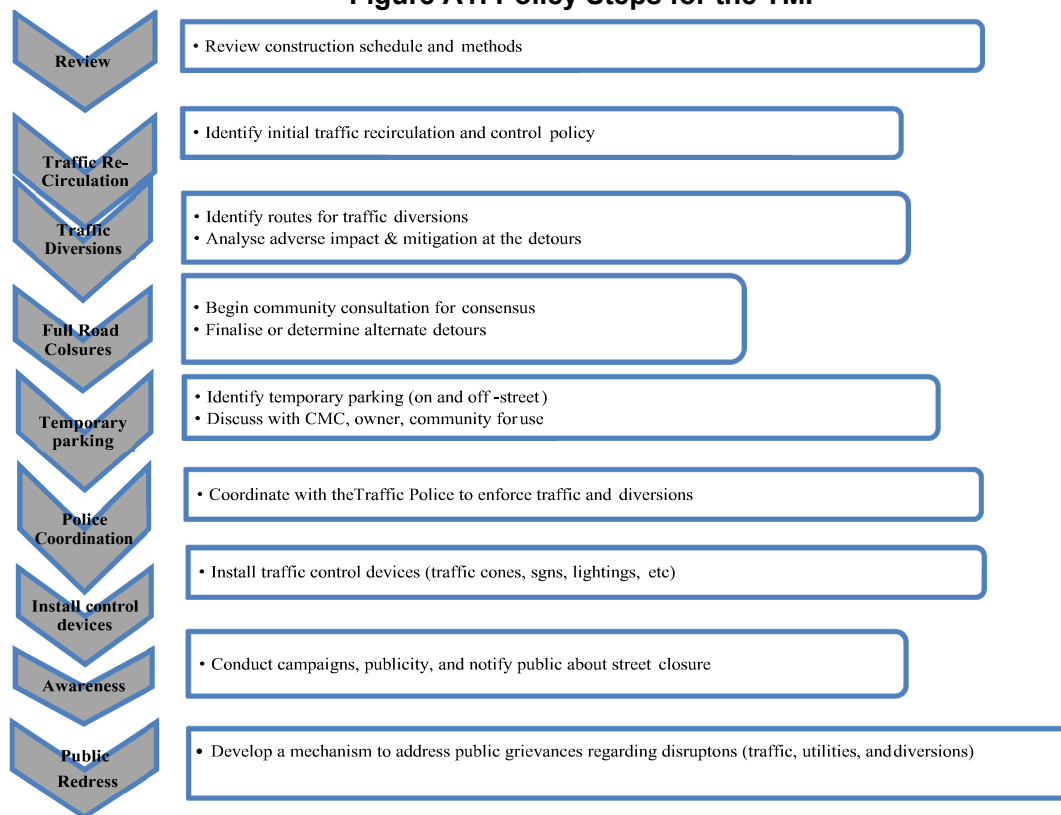 Figure A1: Policy Steps for the TMP
Review
• Review construction schedule and methods
Traffic Re-
Circulation
• Identify initial traffic recirculation and control policy
Traffic
Diversions
• Identify routes for traffic diversions
• Analyse adverse impact & mitigation at the detours
Full Road
Colsures
• Begin community consultation for consensus
• Finalise or determine alternate detours
Temporary
parking
• Identify temporary parking (on and off -street)
• Discuss with CMC, owner, community for use
Police
Coordination
• Coordinate with theTraffic Police to enforce traffic and diversions
Install control
devices
• Install traffic control devices (traffic cones, sgns, lightings, etc)
Awareness
• Conduct campaigns, publicity, and notify public about street closure
Public
Redress
• Develop a mechanism to address public grievances regarding disruptons (traffic, utilities, anddiversions)